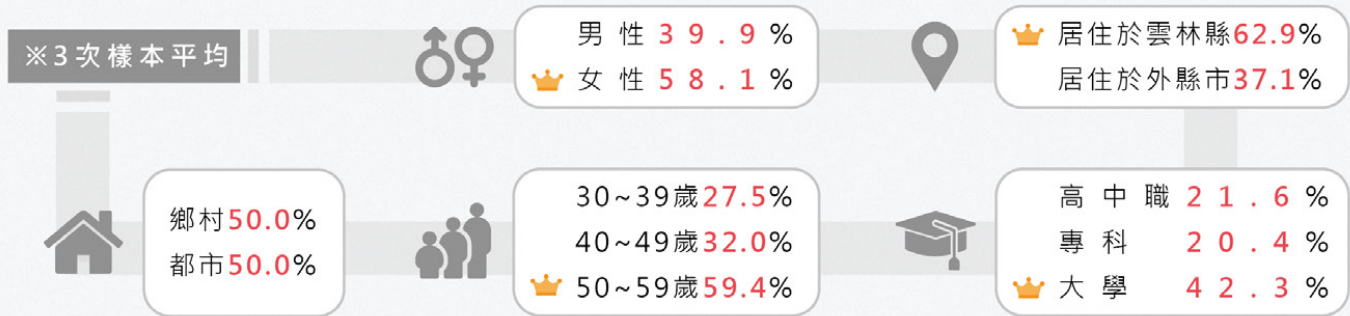 ※3次樣本平均
男性39.9%
女性58.1%
居住於雲林縣62.9%
居住於外縣市37.1%
鄉村50.0%
都市50.0%
30~39歲27.5%
40~49歲32.0%
50~59歲59.4%
高中職21.6%
專科20.4%
大學42.3%